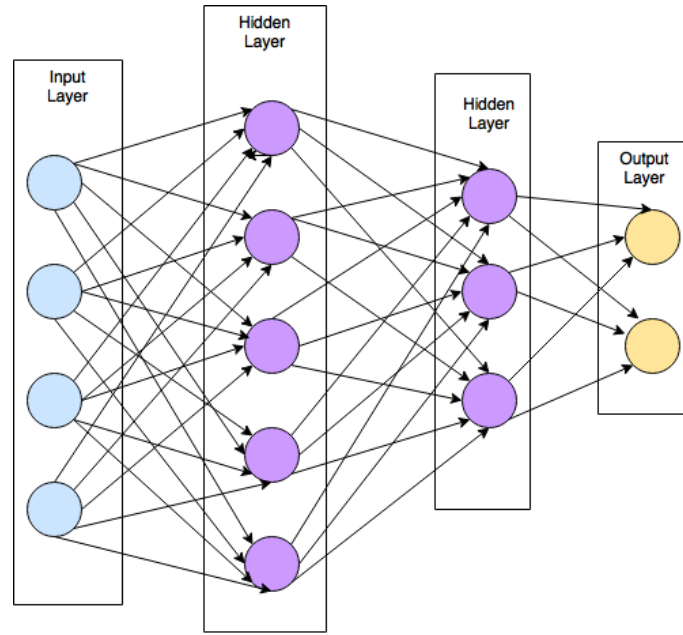 Input
Layer
Hidden
Layer
Hidden
Layer
Output
Layer